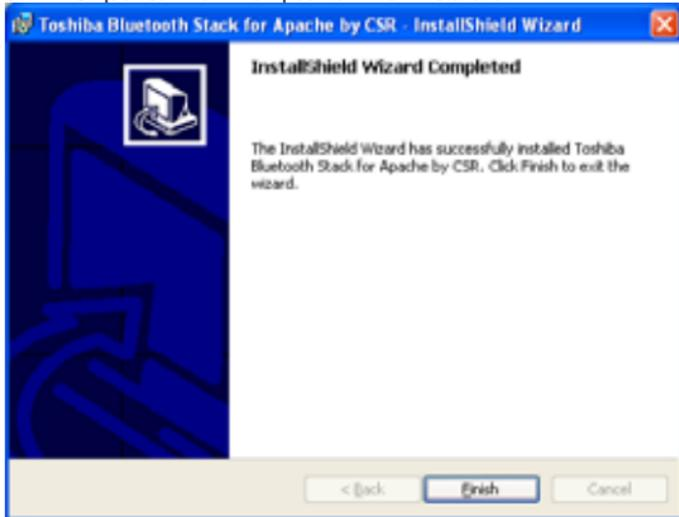 Toshiba Bluetooth Stack for Apache by CSR - InstallShield Wizard
InstallShield Wizard Completed
The InstallShield Wizard has successfully installed Toshiba
Bluetooth Stack for Apache by CSR. Click Finish to exit the
wizard.
< Back
Finish
Cancel